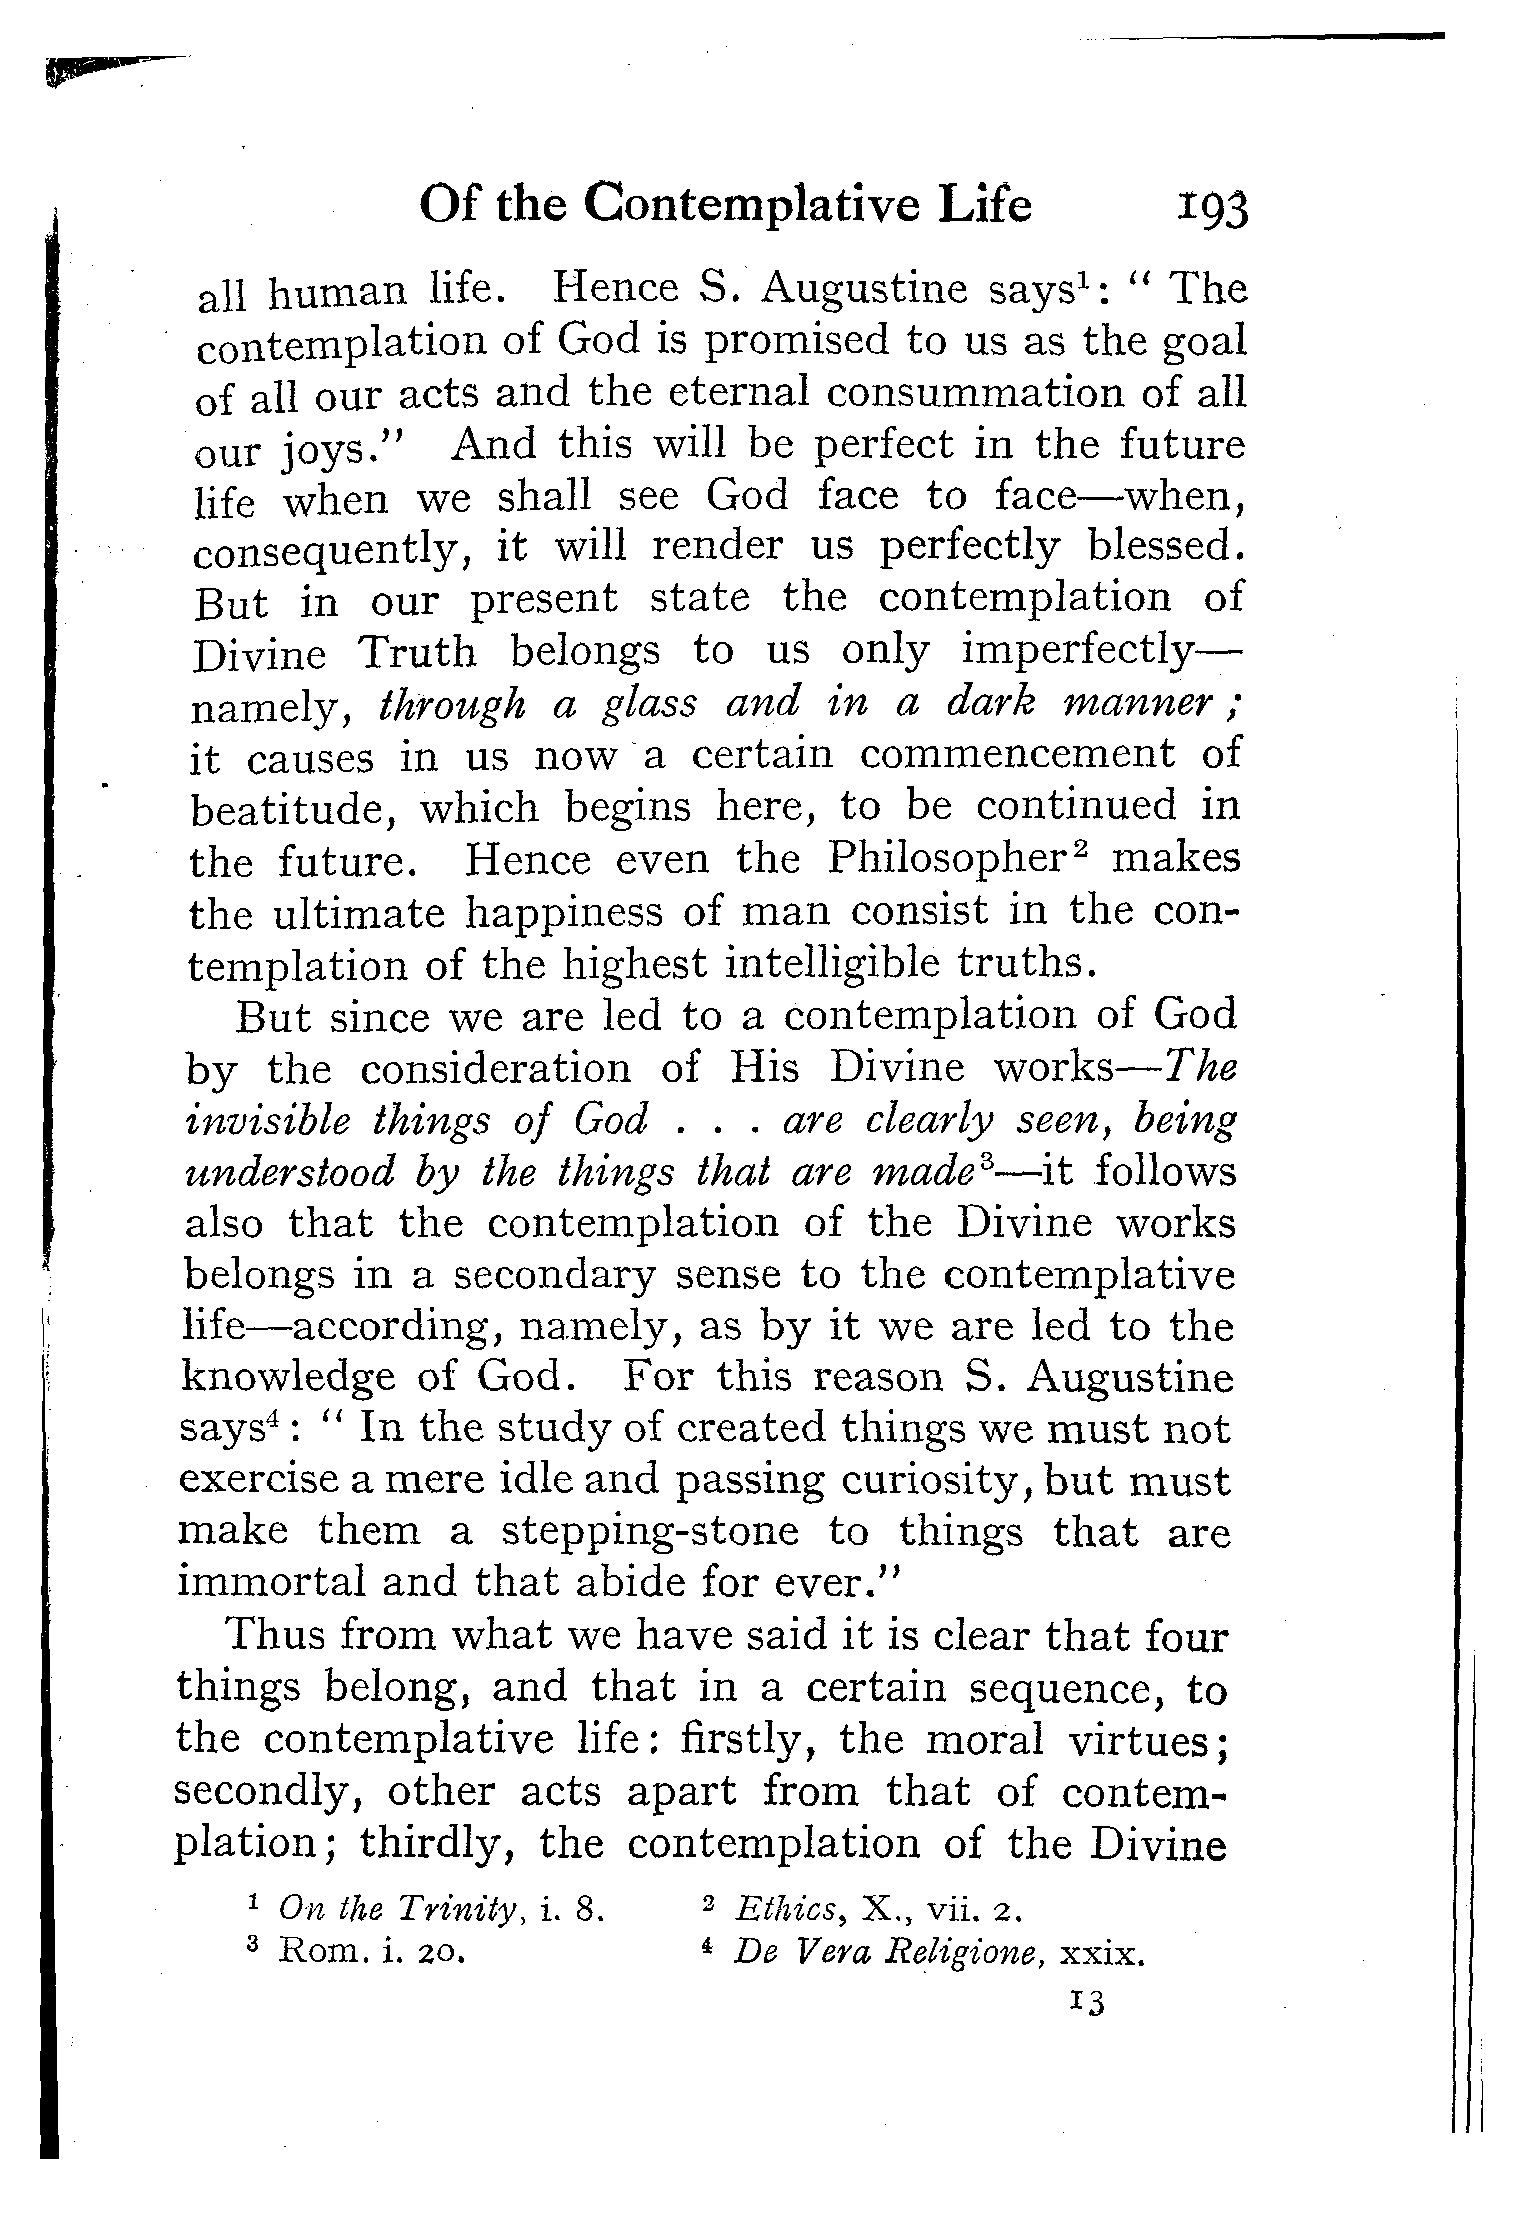 Of the Contemplative Life 193
all human life. Hence S. Augustine says¹: " The
contemplation of God is promised to us as the goal
of all our acts and the eternal consummation of all
our joys." And this will be perfect in the future
life when we shall see God face to face—when,
consequently, it will render us perfectly blessed.
But in our present state the contemplation of
Divine Truth belongs to us only imperfectly—
namely, through a glass and in a dark manner ;
it causes in us now a certain commencement of
beatitude, which begins here, to be continued in
the future. Hence even the Philosopher² makes
the ultimate happiness of man consist in the con-
templation of the highest intelligible truths.
But since we are led to a contemplation of God
by the consideration of His Divine works—The
invisible things of God . . . are clearly seen, being
understood by the things that are made³—it follows
also that the contemplation of the Divine works
belongs in a secondary sense to the contemplative
life—according, namely, as by it we are led to the
knowledge of God. For this reason S. Augustine
says⁴: " In the study of created things we must not
exercise a mere idle and passing curiosity, but must
make them a stepping-stone to things that are
immortal and that abide for ever."
Thus from what we have said it is clear that four
things belong, and that in a certain sequence, to
the contemplative life: firstly, the moral virtues;
secondly, other acts apart from that of contem-
plation; thirdly, the contemplation of the Divine
¹ On the Trinity, i. 8. ² Ethics, X., vii. 2.
³ Rom. i. 20. ⁴ De Vera Religione, xxix.
13